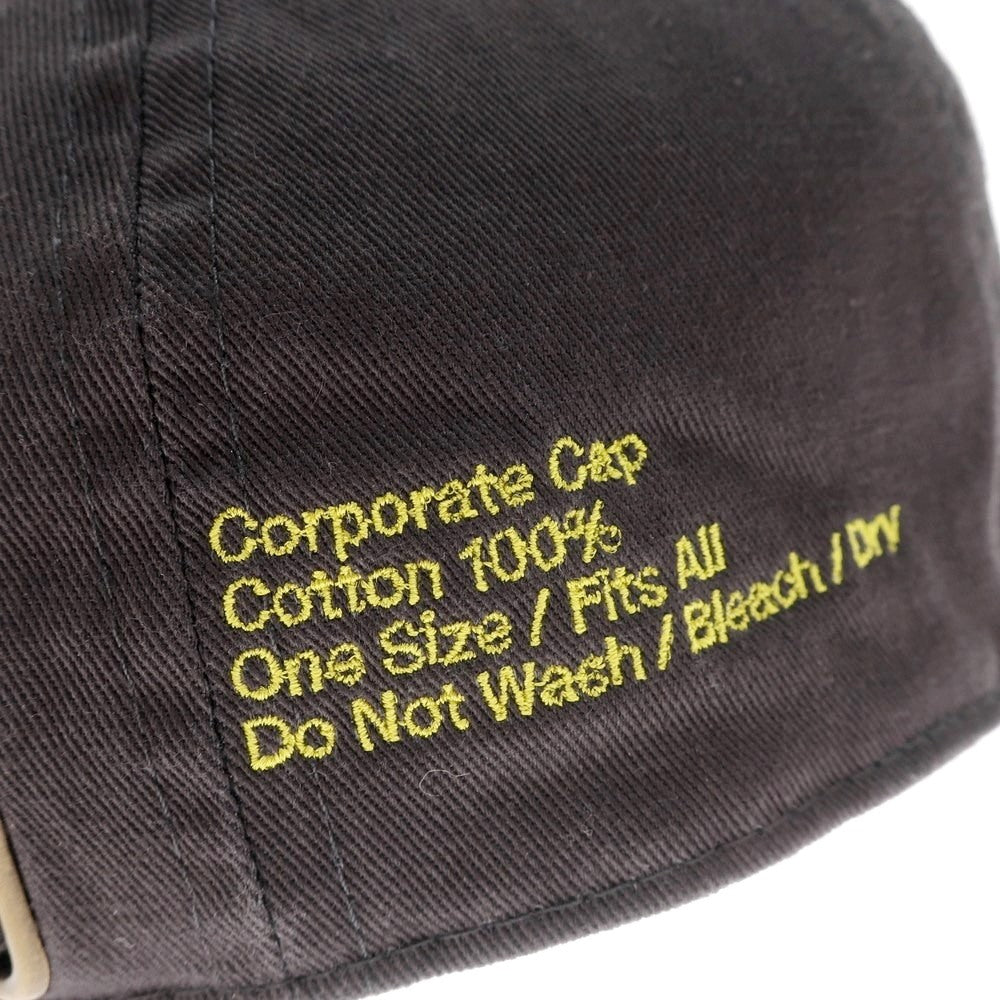 Corporate Cap
Cotton 100%
One Size / Fits All
Do Not Wash / Bleach / Dry